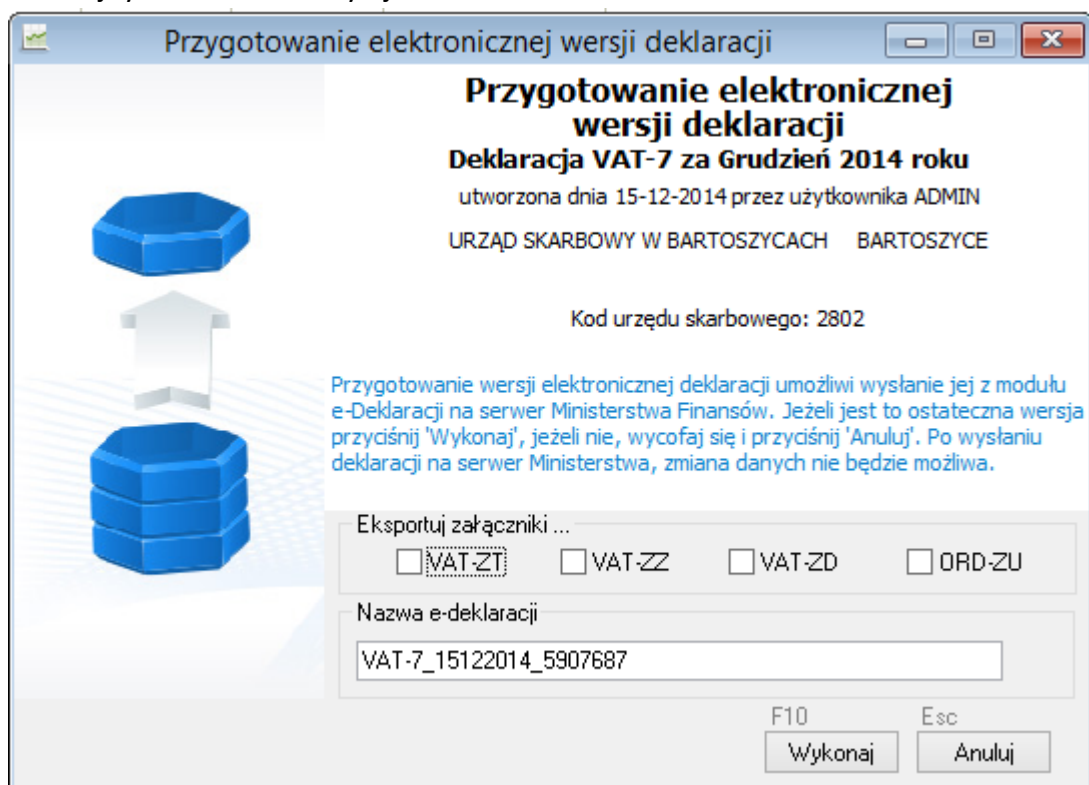 Przygotowanie elektronicznej wersji deklaracji
Przygotowanie elektronicznej
wersji deklaracji
Deklaracja VAT-7 za Grudzień 2014 roku
utworzona dnia 15-12-2014 przez użytkownika ADMIN
URZĄD SKARBOWY W BARTOSZYCACH BARTOSZYCE
Kod urzędu skarbowego: 2802
Przygotowanie wersji elektronicznej deklaracji umożliwi wysłanie jej z modułu
e-Deklaracji na serwer Ministerstwa Finansów. Jeżeli jest to ostateczna wersja
przyciśnij 'Wykonaj', jeżeli nie, wycofaj się i przyciśnij 'Anuluj'. Po wysłaniu
deklaracji na serwer Ministerstwa, zmiana danych nie będzie możliwa.
Eksportuj załączniki ...
VAT-ZT VAT-ZZ VAT-ZD ORD-ZU
Nazwa e-deklaracji
VAT-7_15122014_5907687
F10 Esc
Wykonaj Anuluj